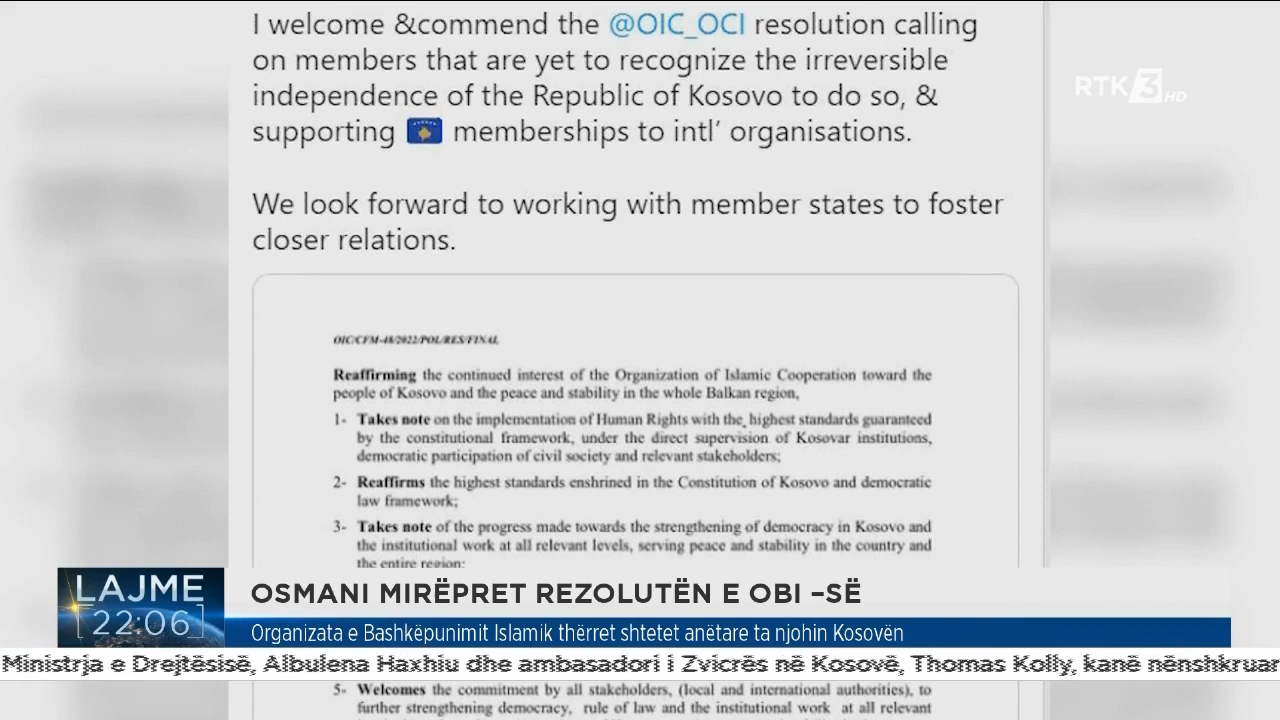 I welcome &commend the @OIC_OCI resolution calling
on members that are yet to recognize the irreversible
independence of the Republic of Kosovo to do so, &
supporting memberships to intl’ organisations.
We look forward to working with member states to foster
closer relations.
RTK 3 HD
OIC/CFM-48/2022/POL/RES/FINAL
Reaffirming the continued interest of the Organization of Islamic Cooperation toward the
people of Kosovo and the peace and stability in the whole Balkan region,
1- Takes note on the implementation of Human Rights with the highest standards guaranteed
by the constitutional framework, under the direct supervision of Kosovar institutions,
democratic participation of civil society and relevant stakeholders;
2- Reaffirms the highest standards enshrined in the Constitution of Kosovo and democratic
law framework;
3- Takes note of the progress made towards the strengthening of democracy in Kosovo and
the institutional work at all relevant levels, serving peace and stability in the country and
the entire region;
LAJME
22:06
OSMANI MIRËPRET REZOLUTËN E OBI –SË
Organizata e Bashkëpunimit Islamik thërret shtetet anëtare ta njohin Kosovën
Ministrja e Drejtësisë, Albulena Haxhiu dhe ambasadori i Zvicrës në Kosovë, Thomas Kolly, kanë nënshkruar
5- Welcomes the commitment by all stakeholders, (local and international authorities), to
further strengthening democracy, rule of law and the institutional work at all relevant